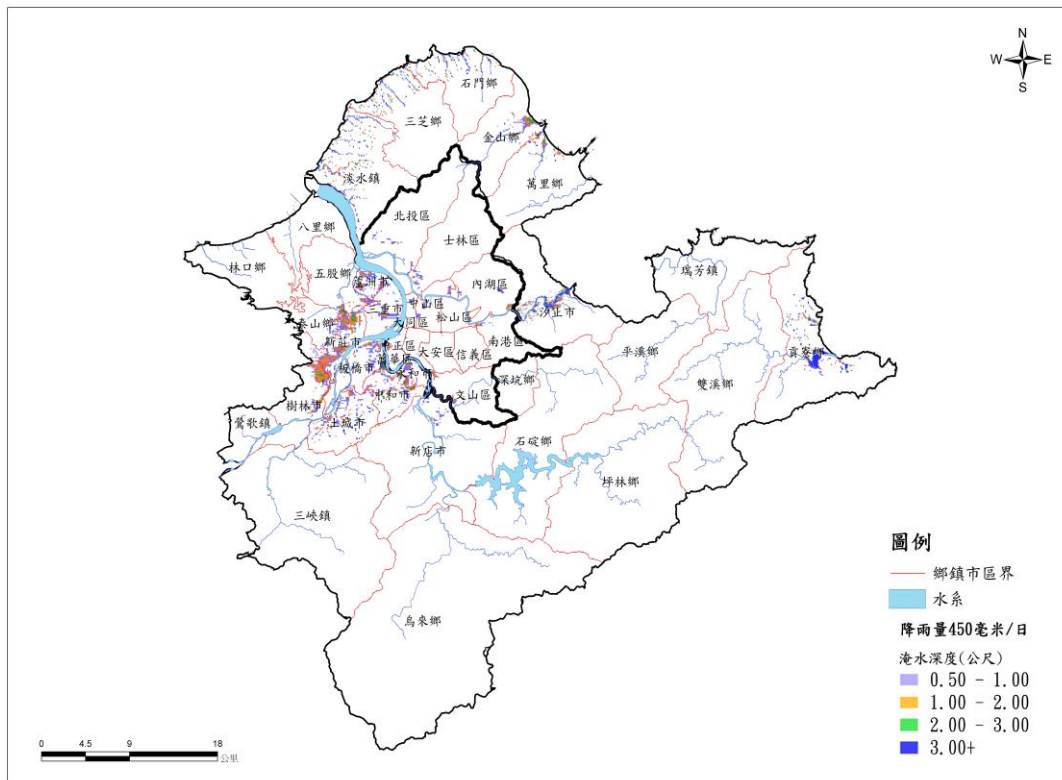 N
W E
S
石門鄉
三芝鄉
金山鄉
淡水鎮
萬里鄉
北投區
八里鄉
士林區
林口鄉
瑞芳鎮
五股鄉
內湖區
蘆洲市
中山區
三重市
汐止市
松山區
泰山鄉
大同區
南港區
新莊市
中正區
大安區
信義區
平溪鄉
貢寮鄉
萬華區
板橋市
永和市
深坑鄉
雙溪鄉
中和市
文山區
樹林市
鶯歌鎮
土城市
石碇鄉
新店市
坪林鄉
三峽鎮
烏來鄉
圖例
鄉鎮市區界
水系
降雨量450毫米/日
淹水深度(公尺)
0.50 - 1.00
1.00 - 2.00
2.00 - 3.00
3.00+
0 4.5 9 18
公里